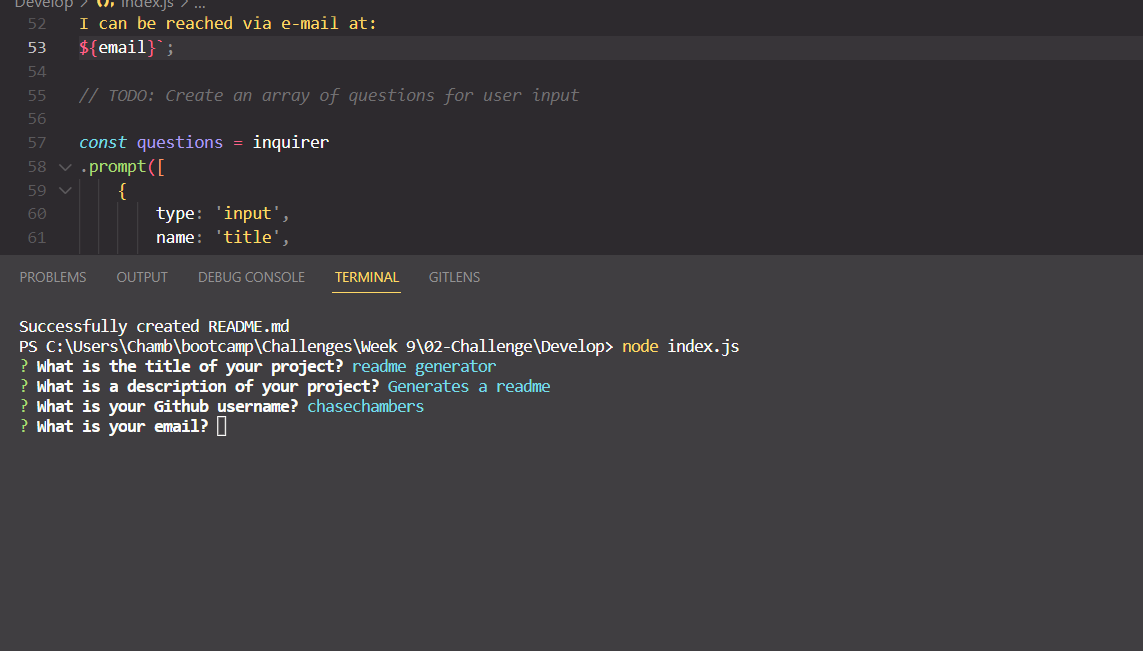 Develop > index.js > ...
52 I can be reached via e-mail at:
53 ${email}`;
54
55 // TODO: Create an array of questions for user input
56
57 const questions = inquirer
58 .prompt([
59 {
60 type: 'input',
61 name: 'title',
PROBLEMS OUTPUT DEBUG CONSOLE TERMINAL GITLENS
Successfully created README.md
PS C:\Users\Chamb\bootcamp\Challenges\Week 9\02-Challenge\Develop> node index.js
? What is the title of your project? readme generator
? What is a description of your project? Generates a readme
? What is your Github username? chasechambers
? What is your email?